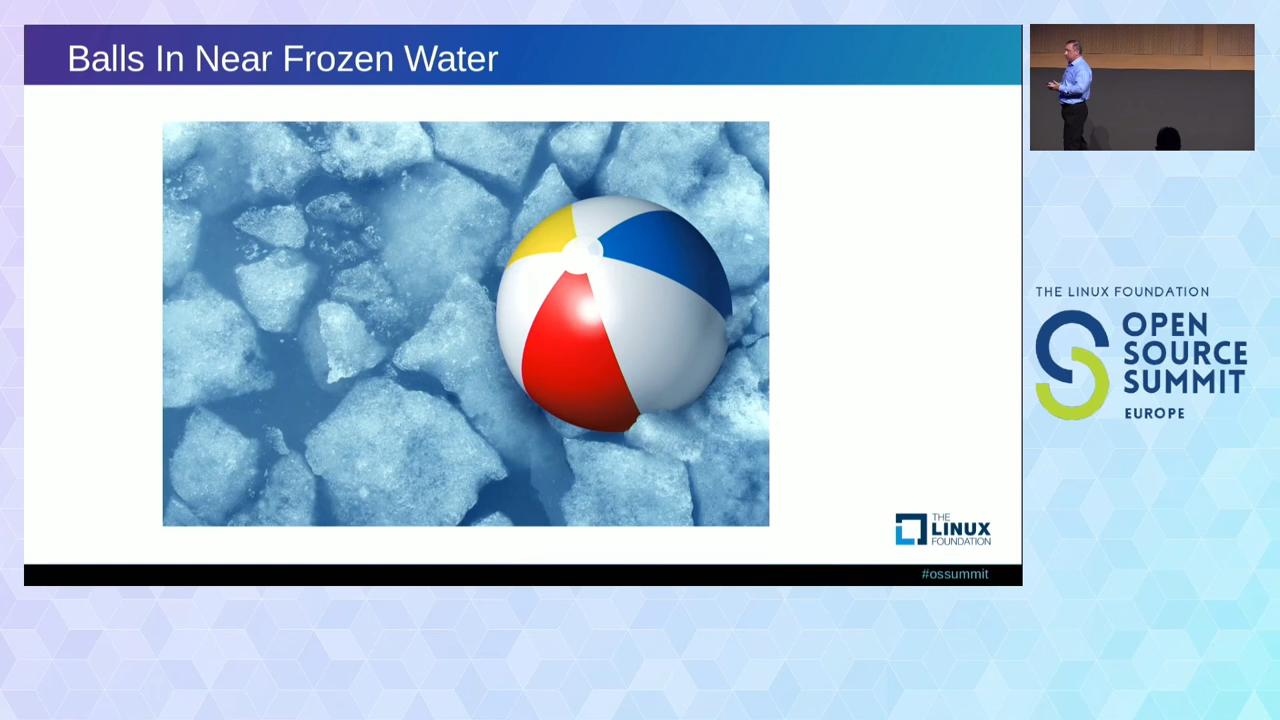 Balls In Near Frozen Water
THE
LINUX
FOUNDATION
#ossummit
THE LINUX FOUNDATION
OPEN
SOURCE
SUMMIT
EUROPE